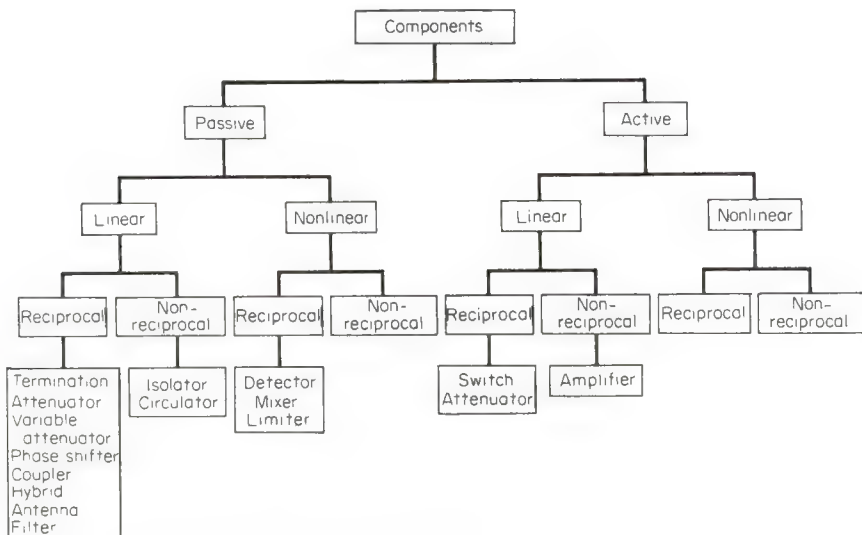 Components
Passive
Active
Linear
Nonlinear
Linear
Nonlinear
Reciprocal
Non-
reciprocal
Reciprocal
Non-
reciprocal
Reciprocal
Non-
reciprocal
Reciprocal
Non-
reciprocal
Termination
Attenuator
Variable
attenuator
Phase shifter
Coupler
Hybrid
Antenna
Filter
Isolator
Circulator
Detector
Mixer
Limiter
Switch
Attenuator
Amplifier